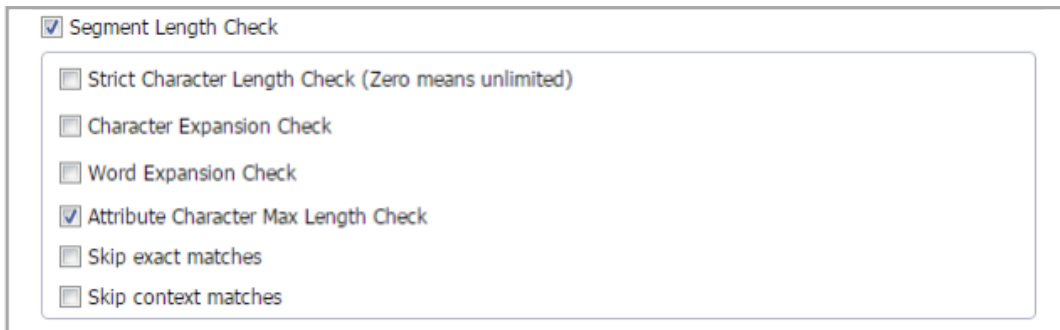 Segment Length Check
Strict Character Length Check (Zero means unlimited)
Character Expansion Check
Word Expansion Check
Attribute Character Max Length Check
Skip exact matches
Skip context matches